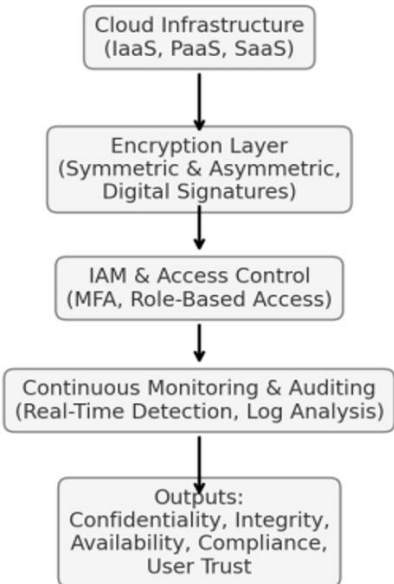 Cloud Infrastructure
(IaaS, PaaS, SaaS)
Encryption Layer
(Symmetric & Asymmetric,
Digital Signatures)
IAM & Access Control
(MFA, Role-Based Access)
Continuous Monitoring & Auditing
(Real-Time Detection, Log Analysis)
Outputs:
Confidentiality, Integrity,
Availability, Compliance,
User Trust